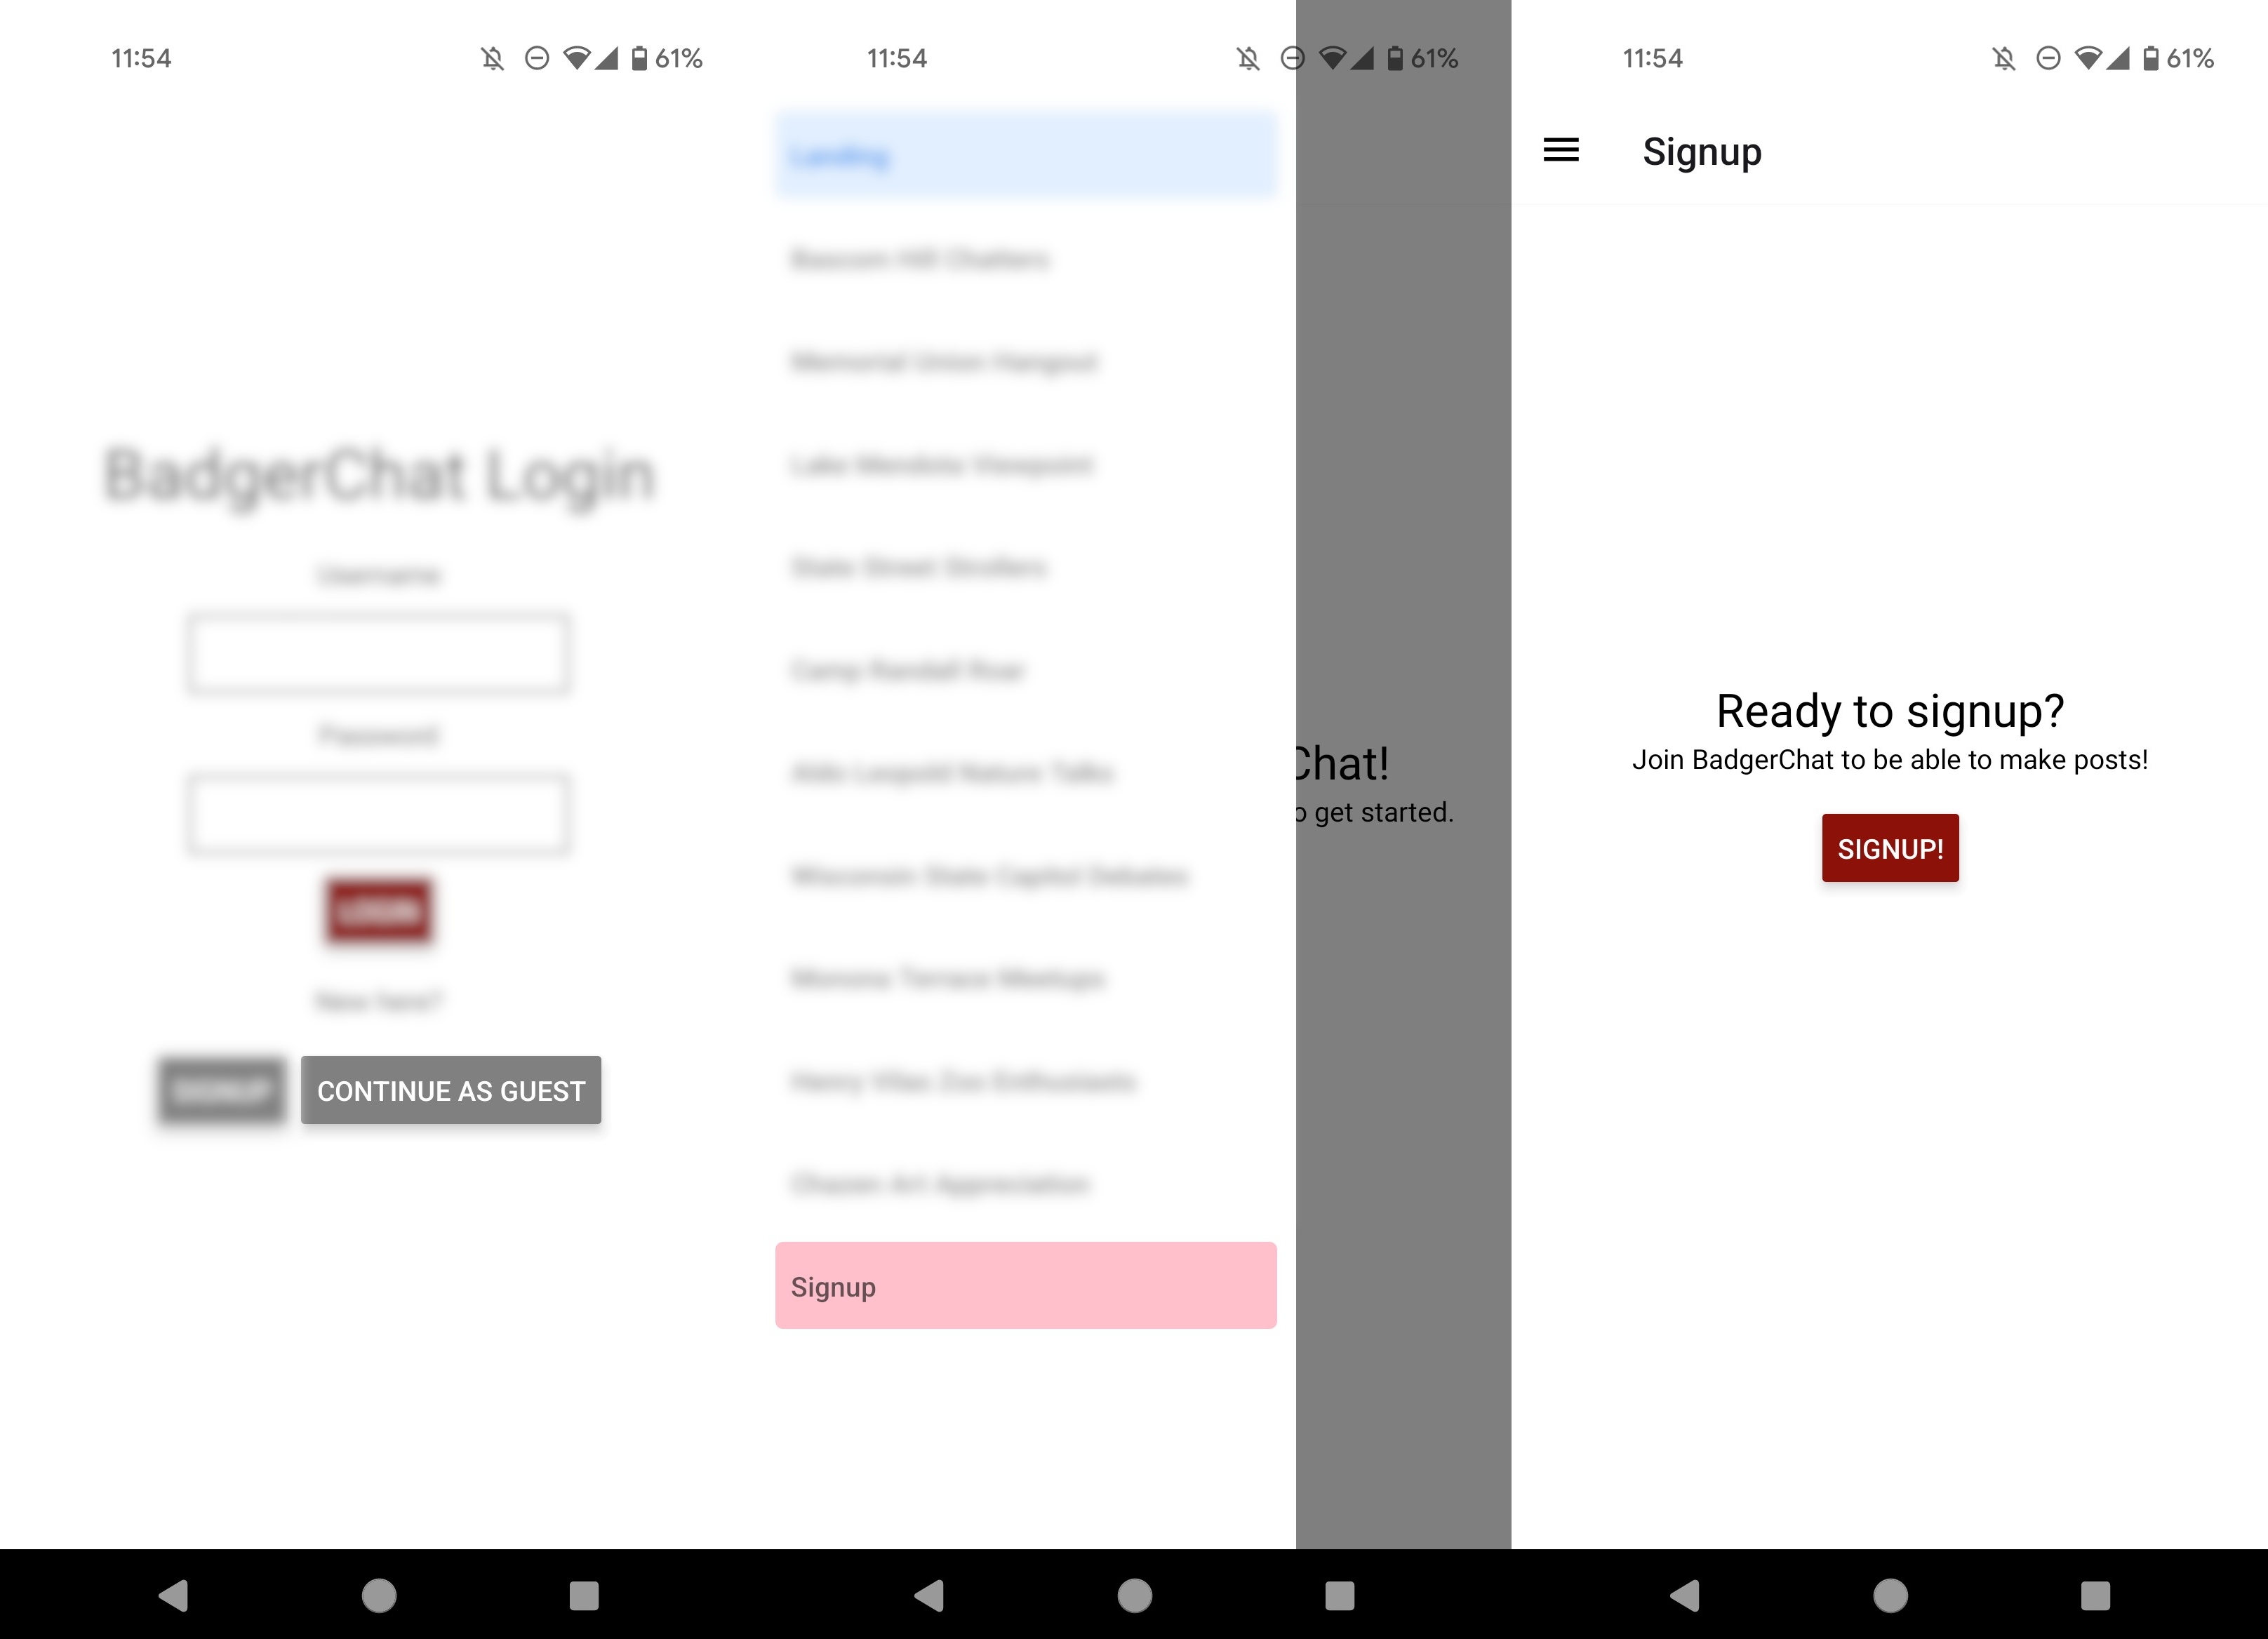 11:54
61%
BadgerChat Login
Username
Password
LOGIN
New here?
SIGNUP
CONTINUE AS GUEST
11:54
61%
Landing
Bascom Hill Chatters
Memorial Union Hangout
Lake Mendota Viewpoint
State Street Strollers
Camp Randall Roar
Aldo Leopold Nature Talks
Wisconsin State Capitol Debates
Monona Terrace Meetups
Henry Vilas Zoo Enthusiasts
Chazen Art Appreciation
Signup
Chat!
o get started.
11:54
61%
Signup
Ready to signup?
Join BadgerChat to be able to make posts!
SIGNUP!